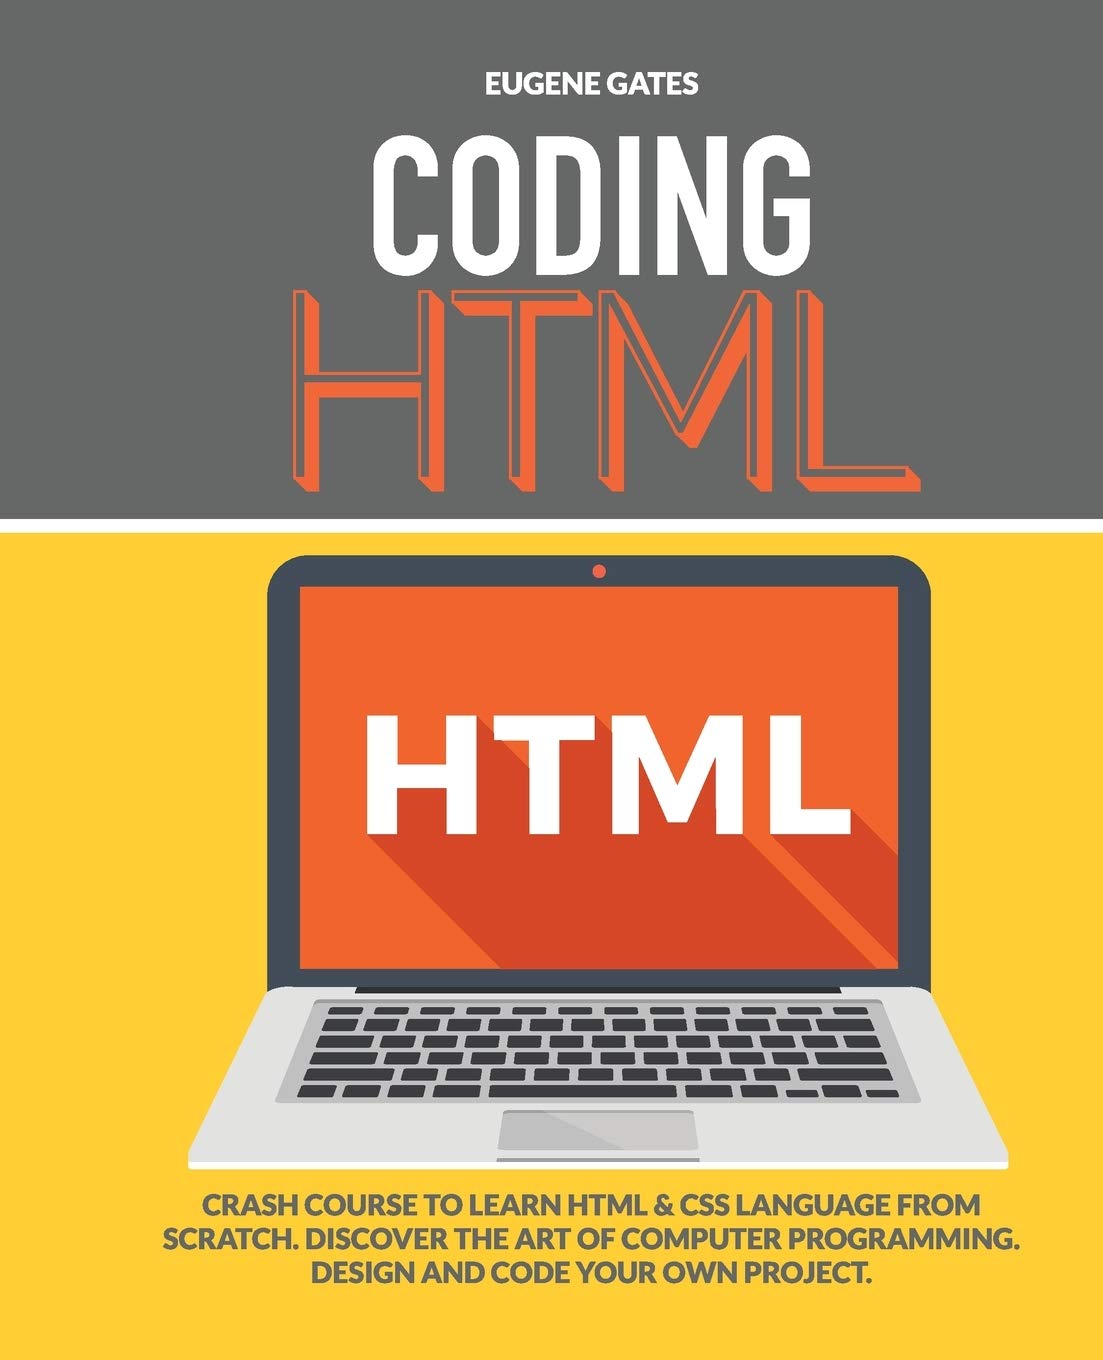 EUGENE GATES
CODING
HTML
HTML
CRASH COURSE TO LEARN HTML & CSS LANGUAGE FROM
SCRATCH. DISCOVER THE ART OF COMPUTER PROGRAMMING.
DESIGN AND CODE YOUR OWN PROJECT.